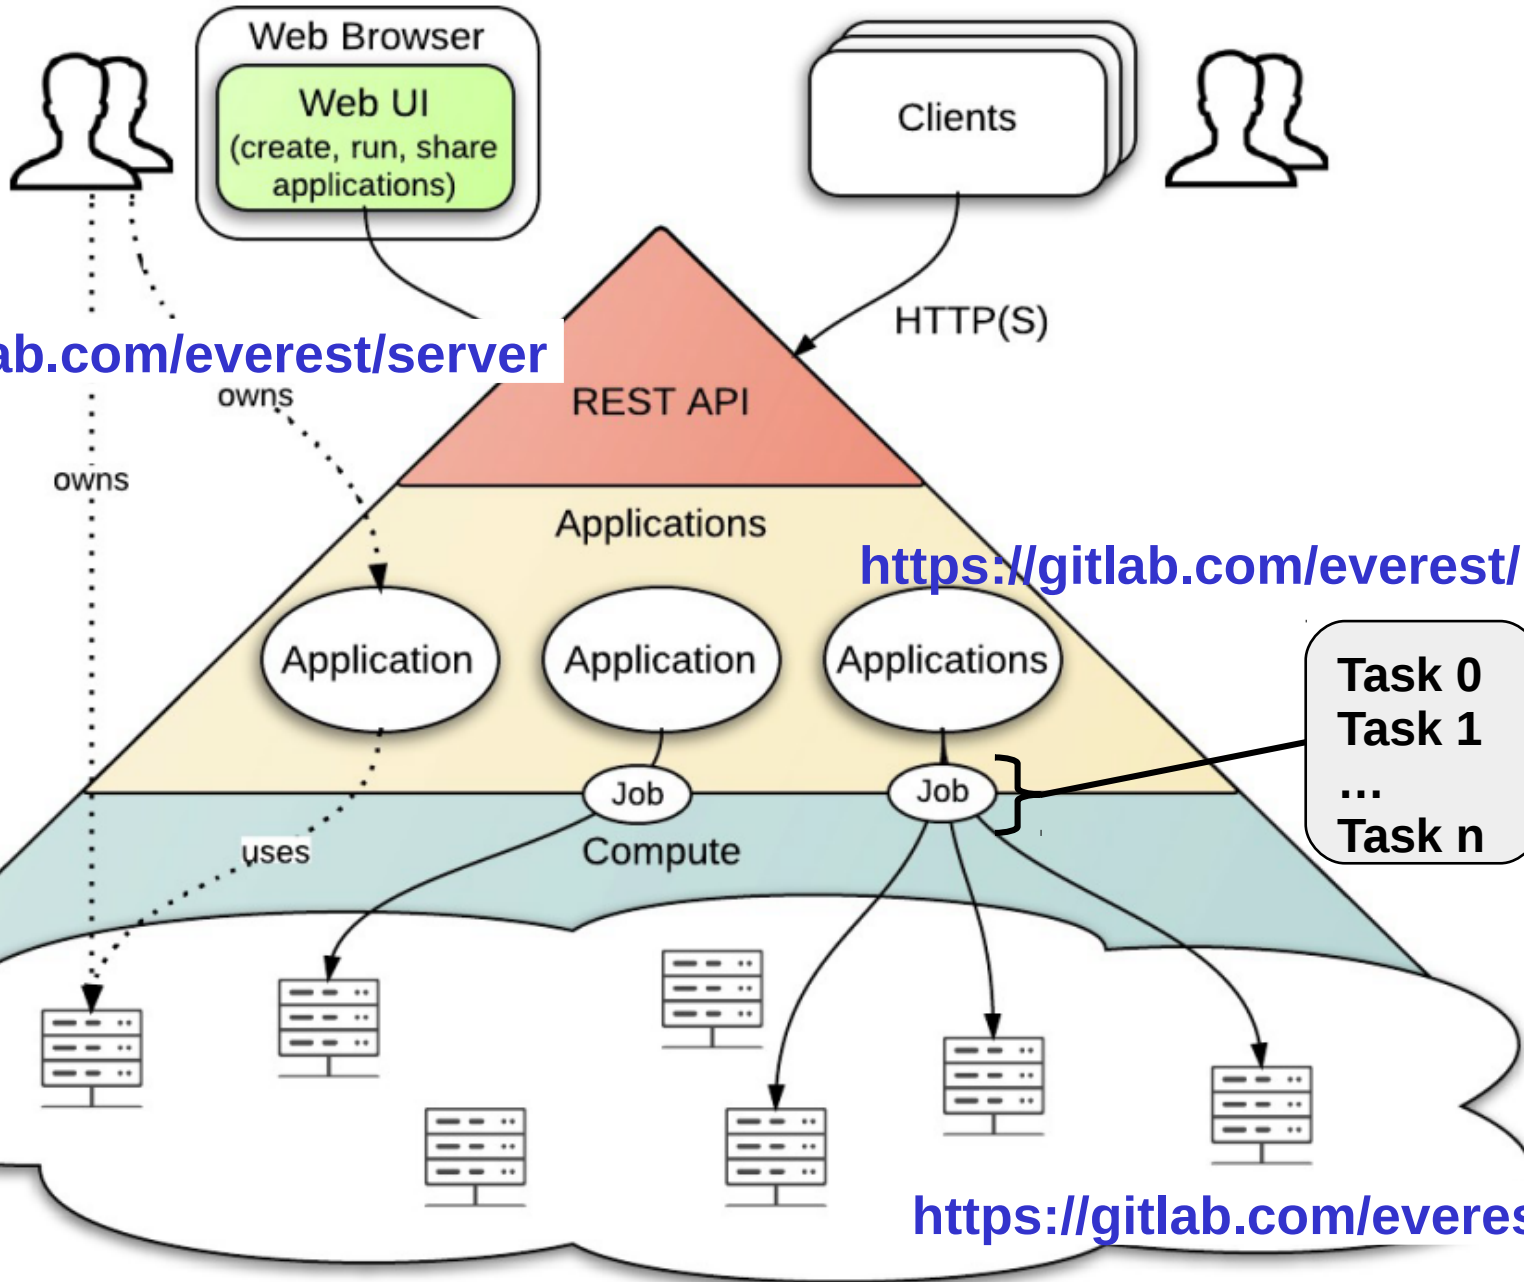 Web Browser
Web UI
(create, run, share
applications)
Clients
HTTP(S)
ab.com/everest/server
owns
REST API
owns
Applications
https://gitlab.com/everest/
Application
Application
Applications
Task 0
Task 1
...
Task n
Job
Job
uses
Compute
https://gitlab.com/everes